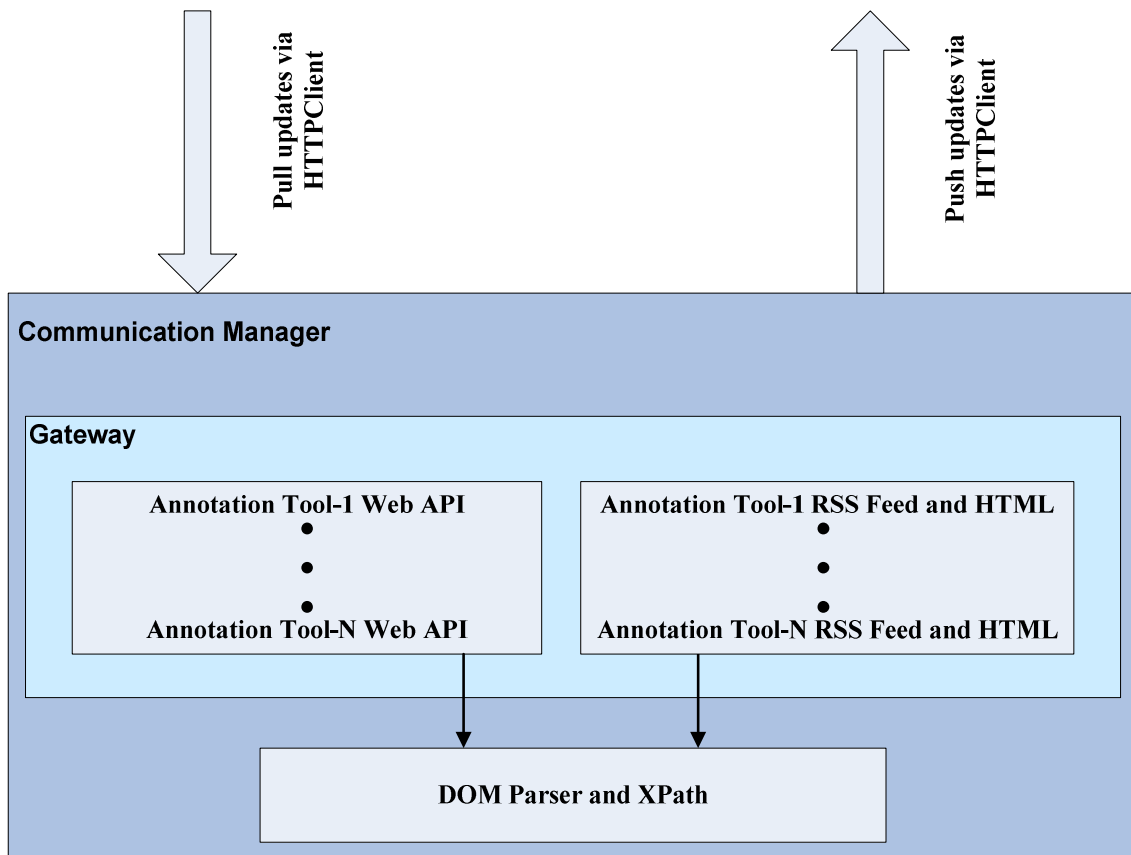 Pull updates via
HTTPClient
Push updates via
HTTPClient
Communication Manager
Gateway
Annotation Tool-1 Web API
Annotation Tool-N Web API
Annotation Tool-1 RSS Feed and HTML
Annotation Tool-N RSS Feed and HTML
DOM Parser and XPath